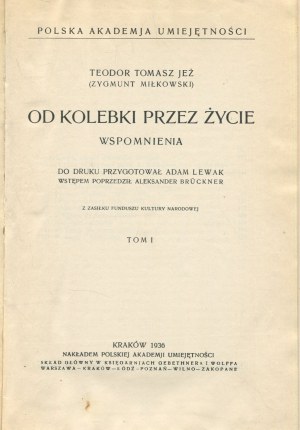 POLSKA AKADEMJA UMIEJĘTNOŚCI
TEODOR TOMASZ JEŻ
(ZYGMUNT MIŁKOWSKI)
OD KOLEBKI PRZEZ ŻYCIE
WSPOMNIENIA
DO DRUKU PRZYGOTOWAŁ ADAM LEWAK
WSTĘPEM POPRZEDZIŁ ALEKSANDER BRÜCKNER
Z ZASIŁKU FUNDUSZU KULTURY NARODOWEJ
TOM I
KRAKÓW 1936
NAKŁADEM POLSKIEJ AKADEMJI UMIEJĘTNOŚCI
SKŁAD GŁÓWNY W KSIĘGARNIACH GEBETHNERA I WOLFFA
WARSZAWA – KRAKÓW – ŁÓDŹ – POZNAŃ – WILNO – ZAKOPANE